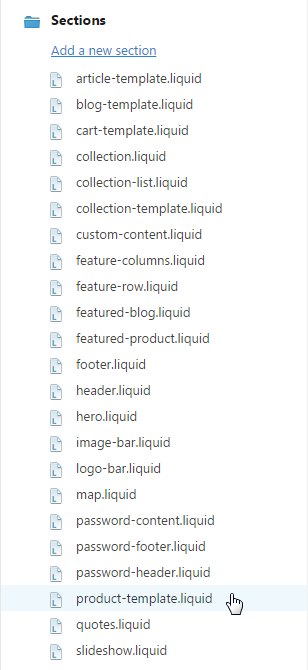 Sections
Add a new section
article-template.liquid
blog-template.liquid
cart-template.liquid
collection.liquid
collection-list.liquid
collection-template.liquid
custom-content.liquid
feature-columns.liquid
feature-row.liquid
featured-blog.liquid
featured-product.liquid
footer.liquid
header.liquid
hero.liquid
image-bar.liquid
logo-bar.liquid
map.liquid
password-content.liquid
password-footer.liquid
password-header.liquid
product-template.liquid
quotes.liquid
slideshow.liquid